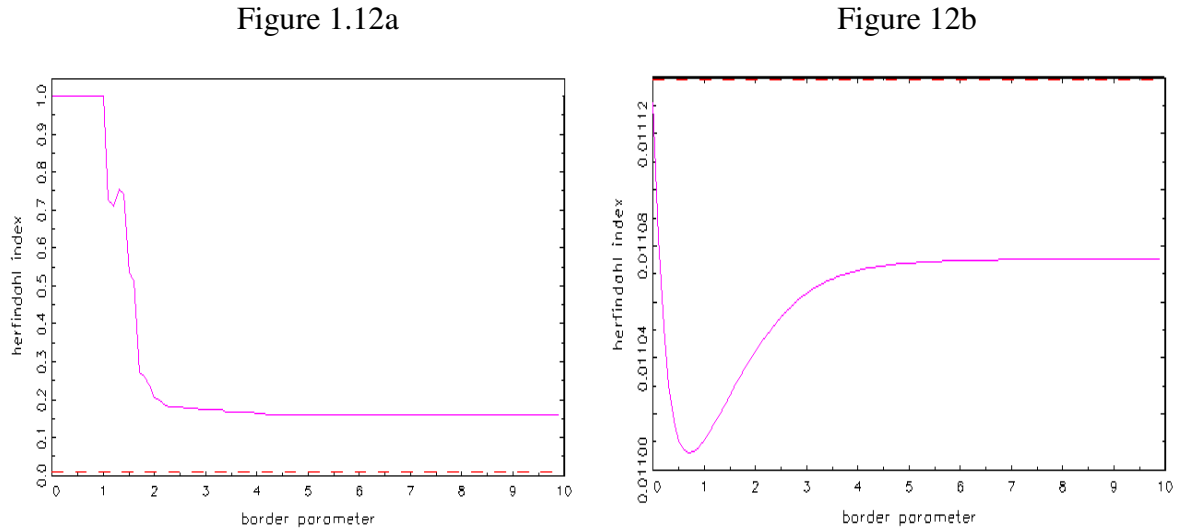 Figure 1.12a
Figure 12b
herfindahl index
1.0
0.9
0.8
0.7
0.6
0.5
0.4
0.3
0.2
0.1
0.0
0 1 2 3 4 5 6 7 8 9 10
border parameter
herfindahl index
0.01112
0.01108
0.01104
0.01100
0 1 2 3 4 5 6 7 8 9 10
border parameter